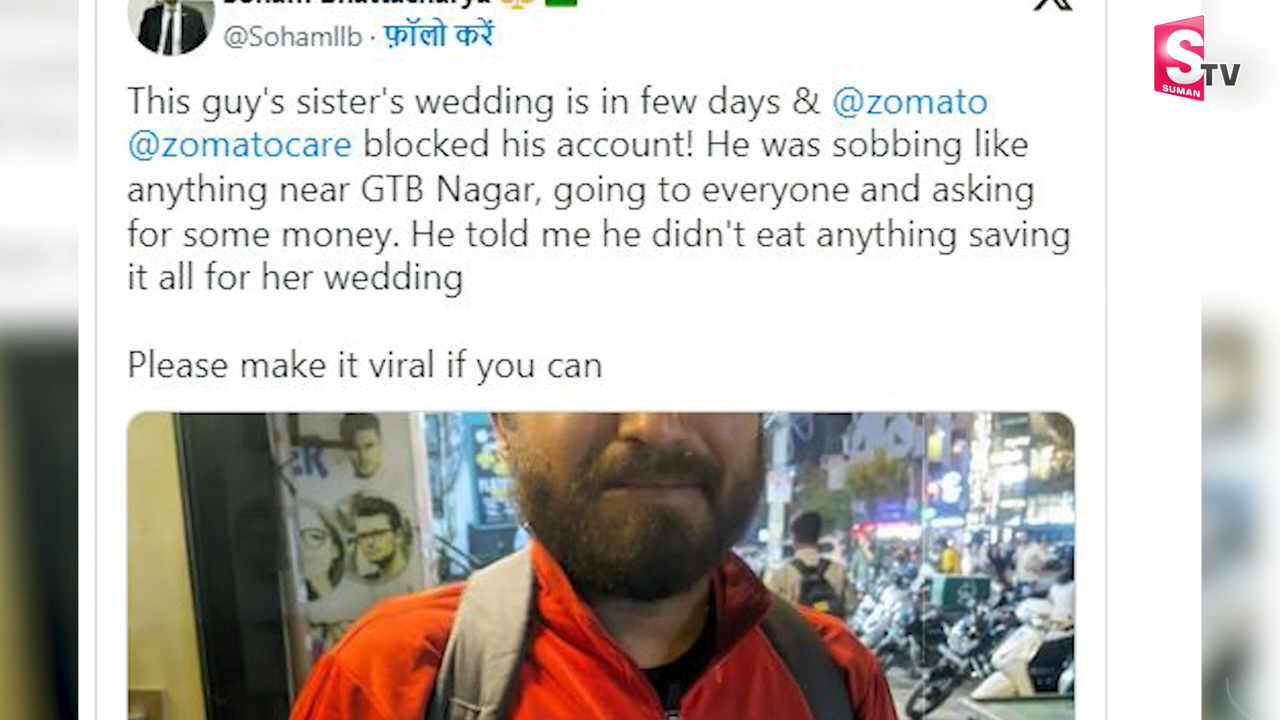 @Sohamllb · फ़ॉलो करें
This guy's sister's wedding is in few days & @zomato
@zomatocare blocked his account! He was sobbing like
anything near GTB Nagar, going to everyone and asking
for some money. He told me he didn't eat anything saving
it all for her wedding
Please make it viral if you can
S TV
SUMAN